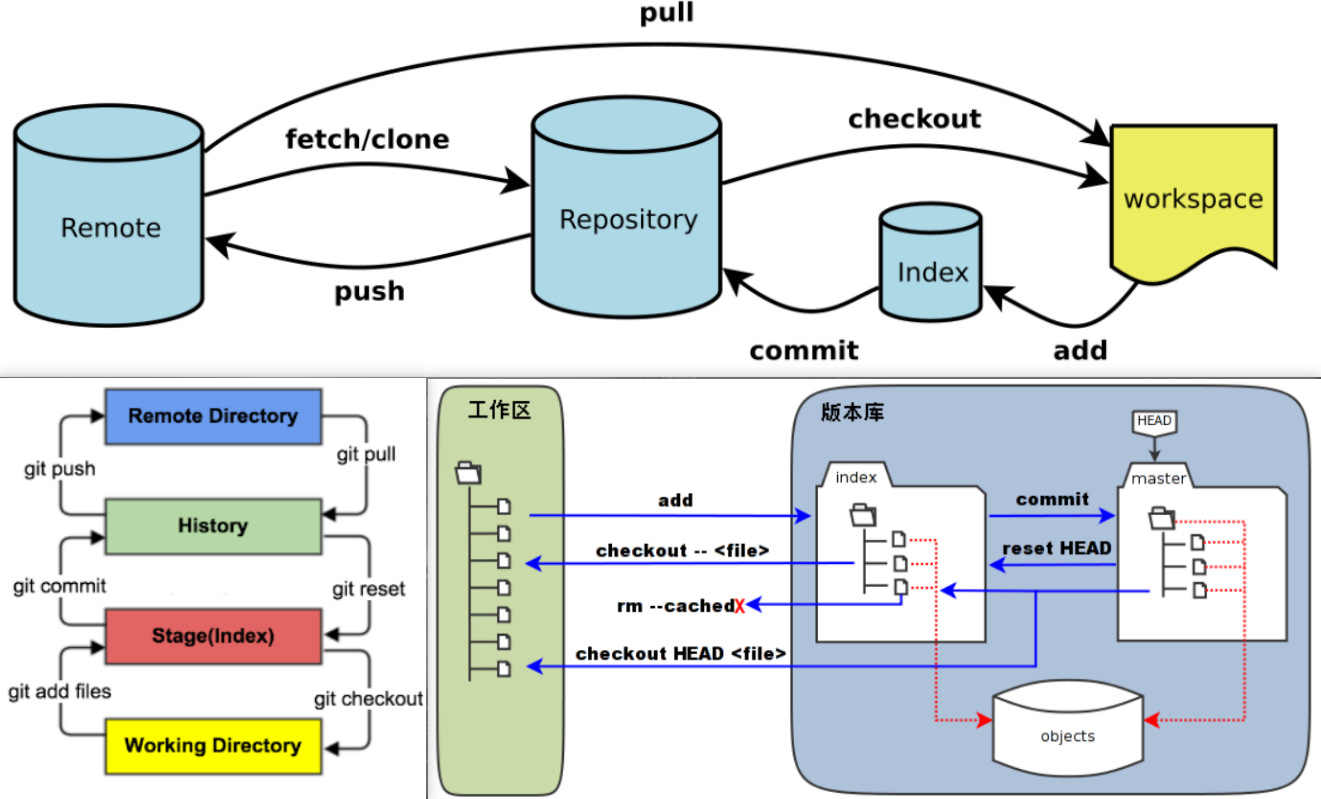 pull
fetch/clone
checkout
Remote
Repository
workspace
Index
push
commit
add
Remote Directory
git push
git pull
History
git commit
git reset
Stage(Index)
git add files
git checkout
Working Directory
工作区
版本库
HEAD
index
master
add
commit
checkout -- <file>
reset HEAD
rm --cachedX
checkout HEAD <file>
objects